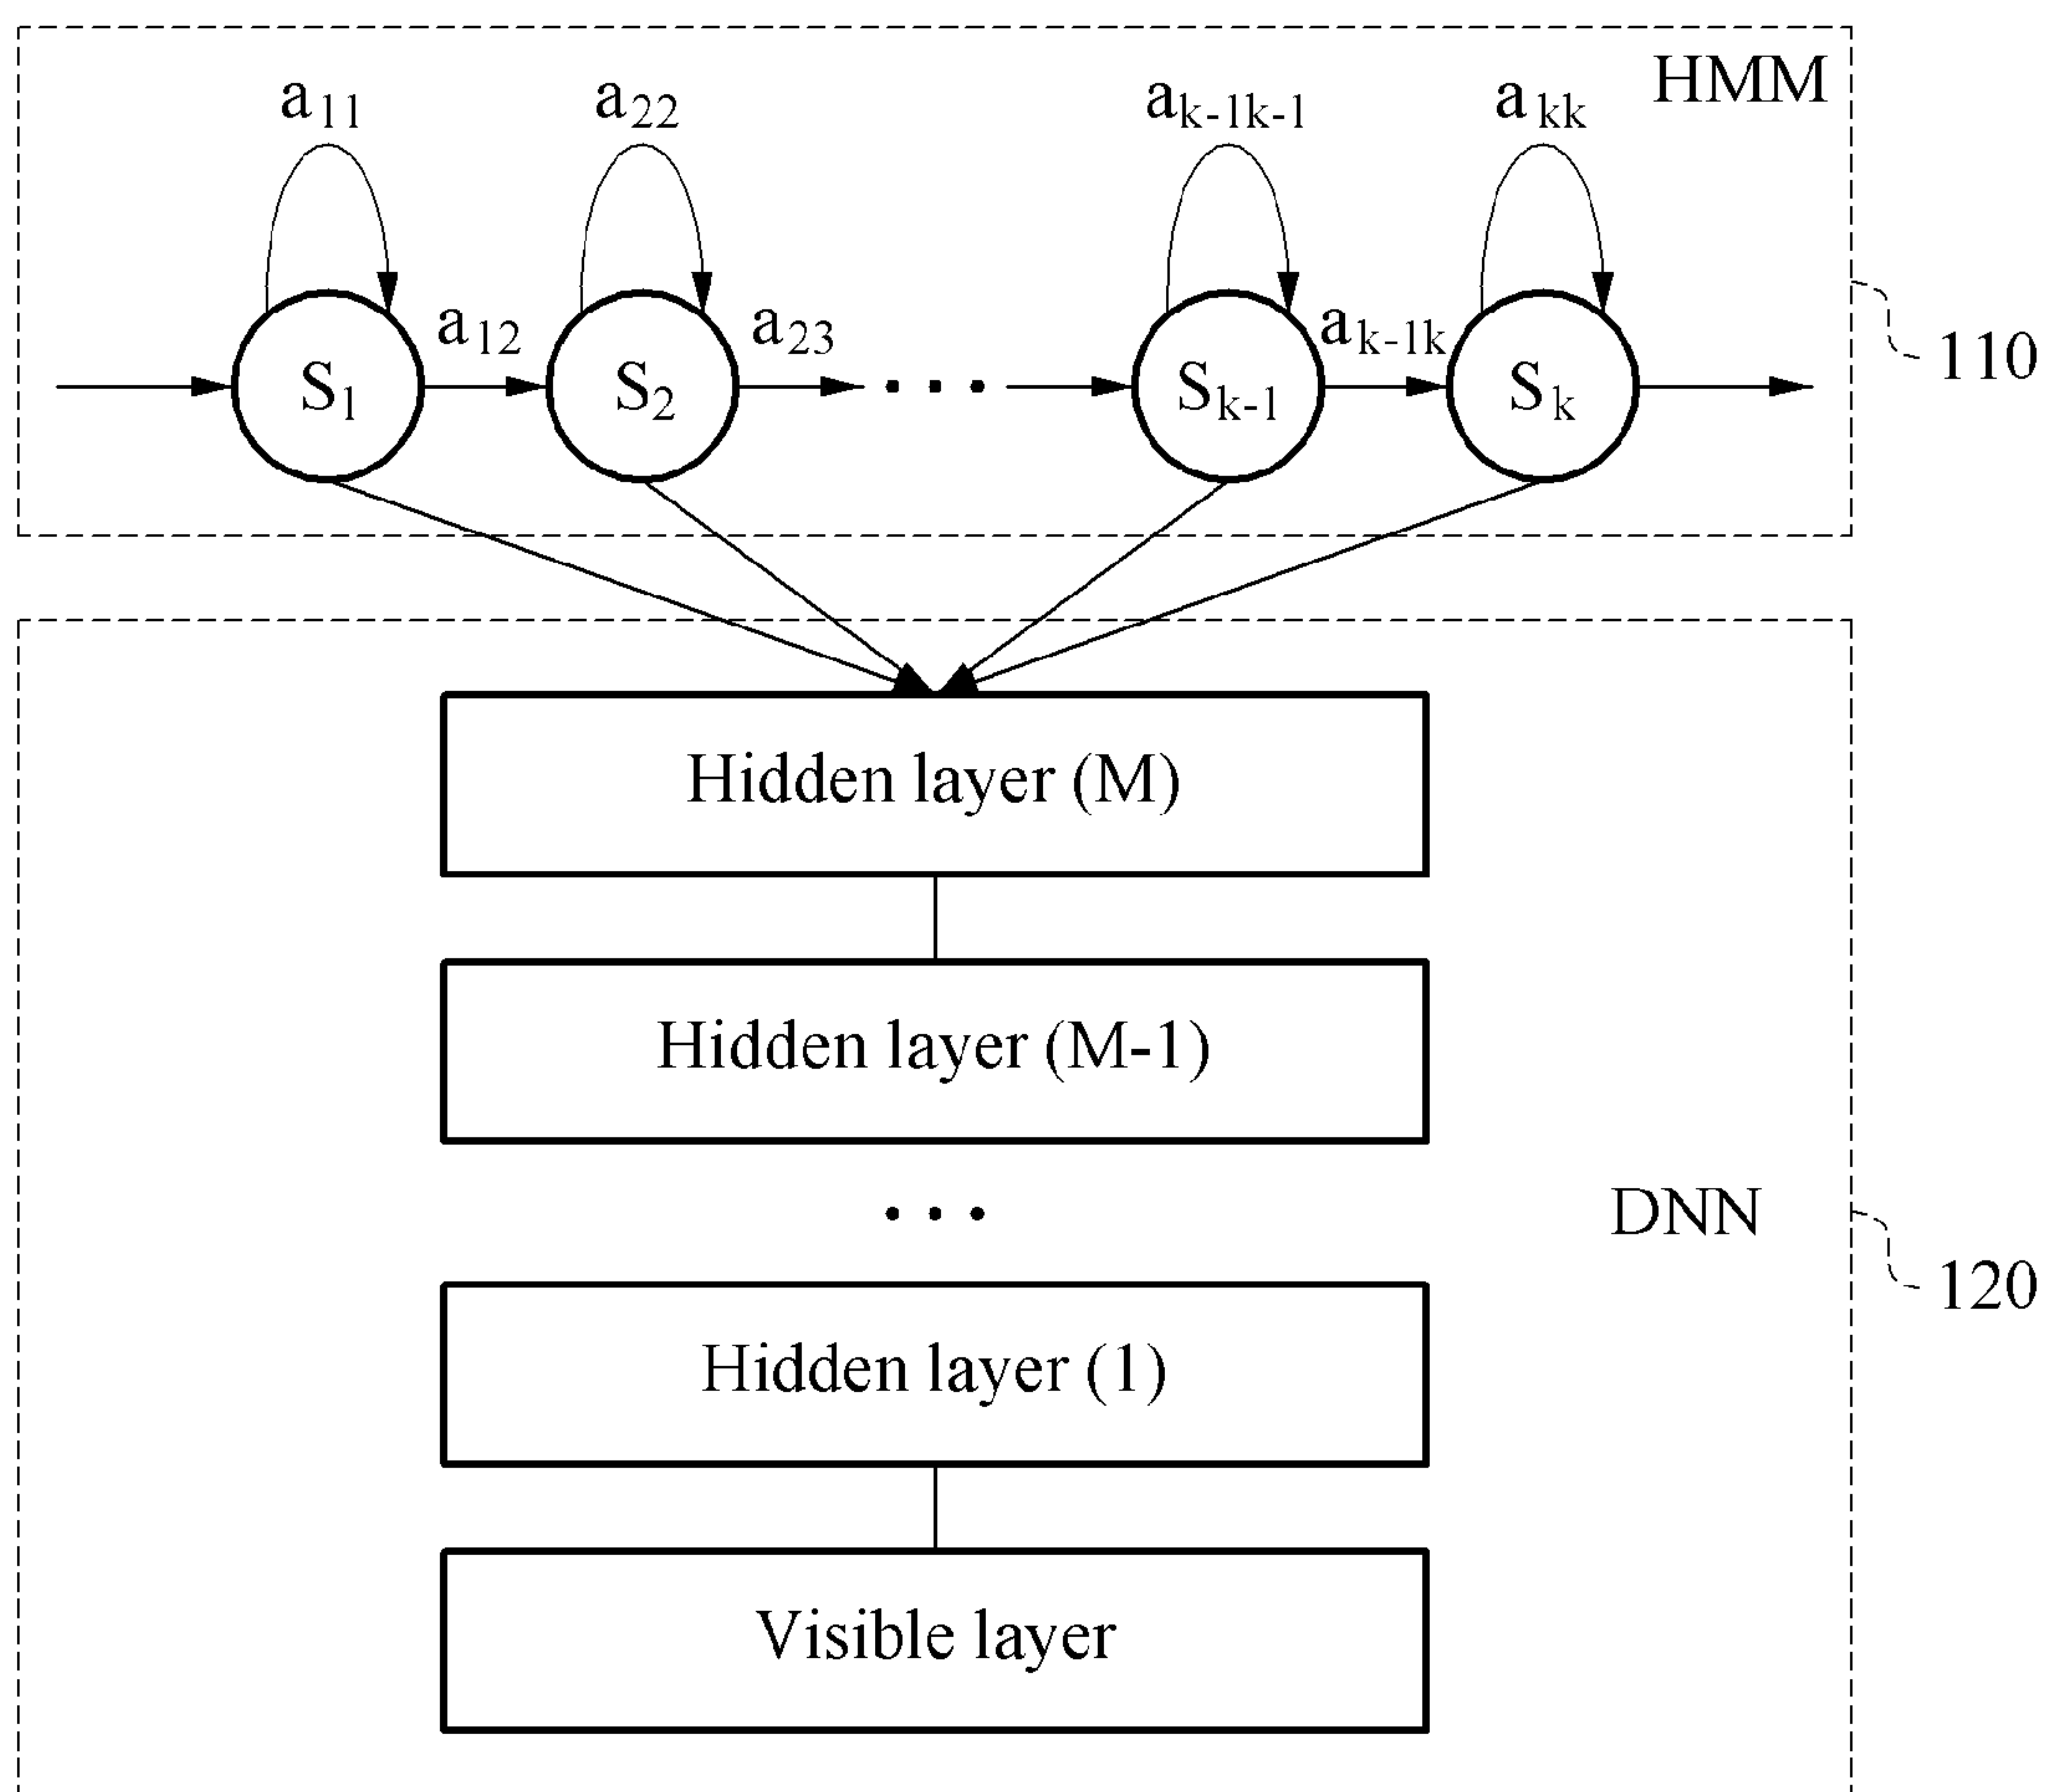 HMM
a11 a22 ak-1k-1 akk
a12 a23 ak-1k
S1 S2 ... Sk-1 Sk
110
Hidden layer (M)
Hidden layer (M-1)
...
DNN
120
Hidden layer (1)
Visible layer